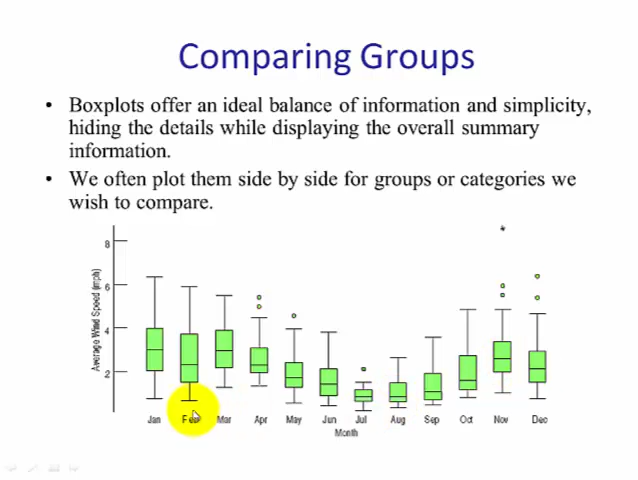 Comparing Groups
• Boxplots offer an ideal balance of information and simplicity,
hiding the details while displaying the overall summary
information.
• We often plot them side by side for groups or categories we
wish to compare.
8
6
4
2
Average Wind Speed (mph)
Jan Feb Mar Apr May Jun Jul Aug Sep Oct Nov Dec
Month